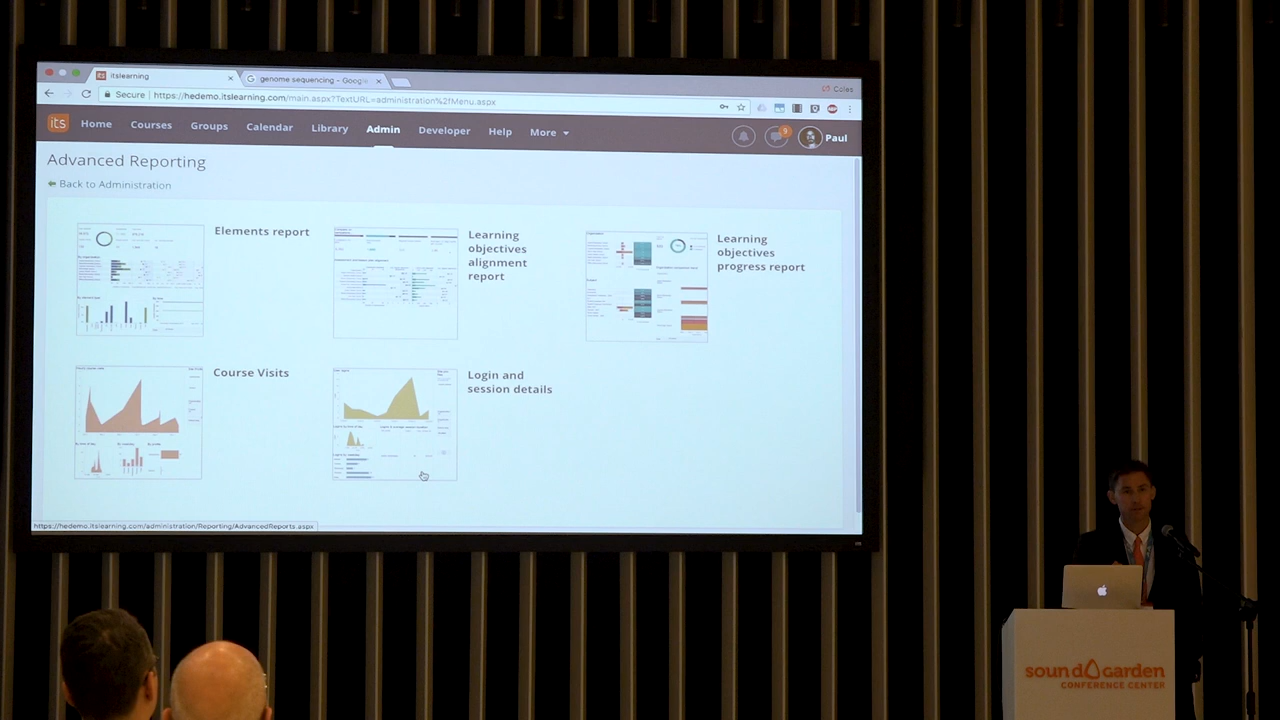 itslearning
genome sequencing - Google
Coles
Secure | https://hedemo.itslearning.com/main.aspx?TextURL=administration%2fMenu.aspx
its Home Courses Groups Calendar Library Admin Developer Help More 9 Paul
Advanced Reporting
Back to Administration
Elements report
Learning
objectives
alignment
report
Learning
objectives
progress report
Course Visits
Login and
session details
https://hedemo.itslearning.com/administration/Reporting/AdvancedReports.aspx
sound garden
CONFERENCE CENTER